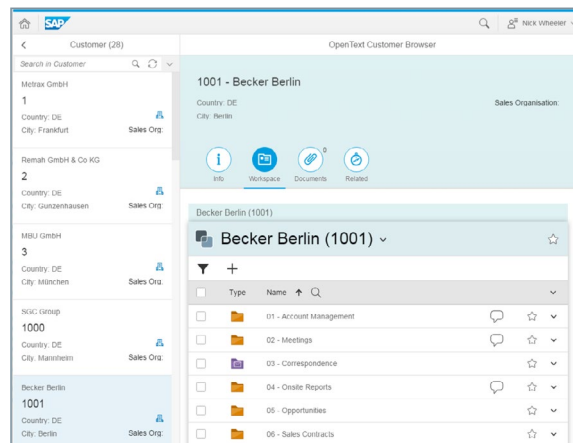 SAP
Nick Wheeler
Customer (28)
OpenText Customer Browser
Search in Customer
Metrax GmbH
1
Country: DE
City: Frankfurt
Sales Org:
Remah GmbH & Co KG
2
Country: DE
City: Gunzenhausen
Sales Org:
MBU GmbH
3
Country: DE
City: München
Sales Org:
SGC Group
1000
Country: DE
City: Mannheim
Sales Org:
Becker Berlin
1001
Country: DE
City: Berlin
Sales Org:
1001 - Becker Berlin
Country: DE
Sales Organisation:
City: Berlin
0
Info
Workspace
Documents
Related
Becker Berlin (1001)
Becker Berlin (1001)
Type
Name
01 - Account Management
02 - Meetings
03 - Correspondence
04 - Onsite Reports
05 - Opportunities
06 - Sales Contracts